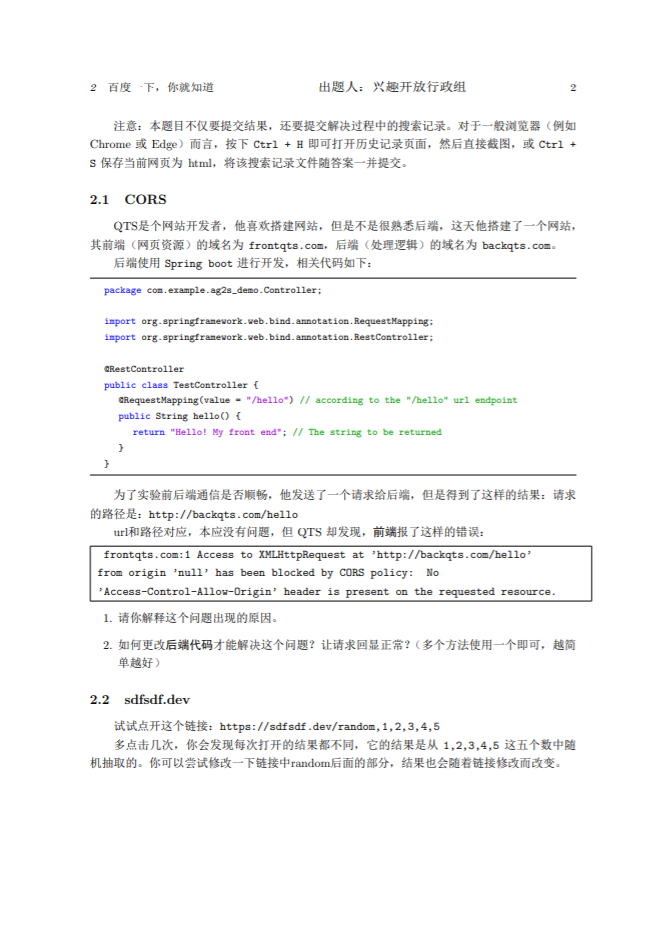 2 百度一下，你就知道 出题人：兴趣开放行政组 2
注意：本题目不仅要提交结果，还要提交解决过程中的搜索记录。对于一般浏览器（例如
Chrome 或 Edge）而言，按下 Ctrl + H 即可打开历史记录页面，然后直接截图，或 Ctrl +
S 保存当前网页为 html，将该搜索记录文件随答案一并提交。
2.1 CORS
QTS是个网站开发者，他喜欢搭建网站，但是不是很熟悉后端，这天他搭建了一个网站，
其前端（网页资源）的域名为 frontqts.com，后端（处理逻辑）的域名为 backqts.com。
后端使用 Spring boot 进行开发，相关代码如下：
package com.example.ag2s_demo.Controller;
import org.springframework.web.bind.annotation.RequestMapping;
import org.springframework.web.bind.annotation.RestController;
@RestController
public class TestController {
@RequestMapping(value = "/hello") // according to the "/hello" url endpoint
public String hello() {
return "Hello! My front end"; // The string to be returned
}
}
为了实验前后端通信是否顺畅，他发送了一个请求给后端，但是得到了这样的结果：请求
的路径是：http://backqts.com/hello
url和路径对应，本应没有问题，但 QTS 却发现，前端报了这样的错误：
frontqts.com:1 Access to XMLHttpRequest at ’http://backqts.com/hello’
from origin ’null’ has been blocked by CORS policy: No
’Access-Control-Allow-Origin’ header is present on the requested resource.
1. 请你解释这个问题出现的原因。
2. 如何更改后端代码才能解决这个问题？让请求回显正常？（多个方法使用一个即可，越简
单越好）
2.2 sdfsdf.dev
试试点开这个链接：https://sdfsdf.dev/random,1,2,3,4,5
多点击几次，你会发现每次打开的结果都不同，它的结果是从 1,2,3,4,5 这五个数中随
机抽取的。你可以尝试修改一下链接中random后面的部分，结果也会随着链接修改而改变。